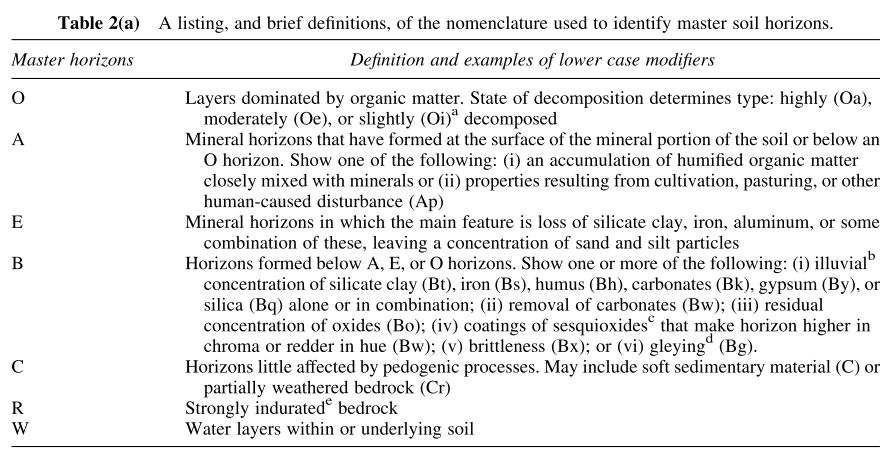 Table 2(a) A listing, and brief definitions, of the nomenclature used to identify master soil horizons.
Master horizons Definition and examples of lower case modifiers
O Layers dominated by organic matter. State of decomposition determines type: highly (Oa),
moderately (Oe), or slightly (Oi)a decomposed
A Mineral horizons that have formed at the surface of the mineral portion of the soil or below an
O horizon. Show one of the following: (i) an accumulation of humified organic matter
closely mixed with minerals or (ii) properties resulting from cultivation, pasturing, or other
human-caused disturbance (Ap)
E Mineral horizons in which the main feature is loss of silicate clay, iron, aluminum, or some
combination of these, leaving a concentration of sand and silt particles
B Horizons formed below A, E, or O horizons. Show one or more of the following: (i) illuvialb
concentration of silicate clay (Bt), iron (Bs), humus (Bh), carbonates (Bk), gypsum (By), or
silica (Bq) alone or in combination; (ii) removal of carbonates (Bw); (iii) residual
concentration of oxides (Bo); (iv) coatings of sesquioxidesc that make horizon higher in
chroma or redder in hue (Bw); (v) brittleness (Bx); or (vi) gleyingd (Bg).
C Horizons little affected by pedogenic processes. May include soft sedimentary material (C) or
partially weathered bedrock (Cr)
R Strongly induratede bedrock
W Water layers within or underlying soil